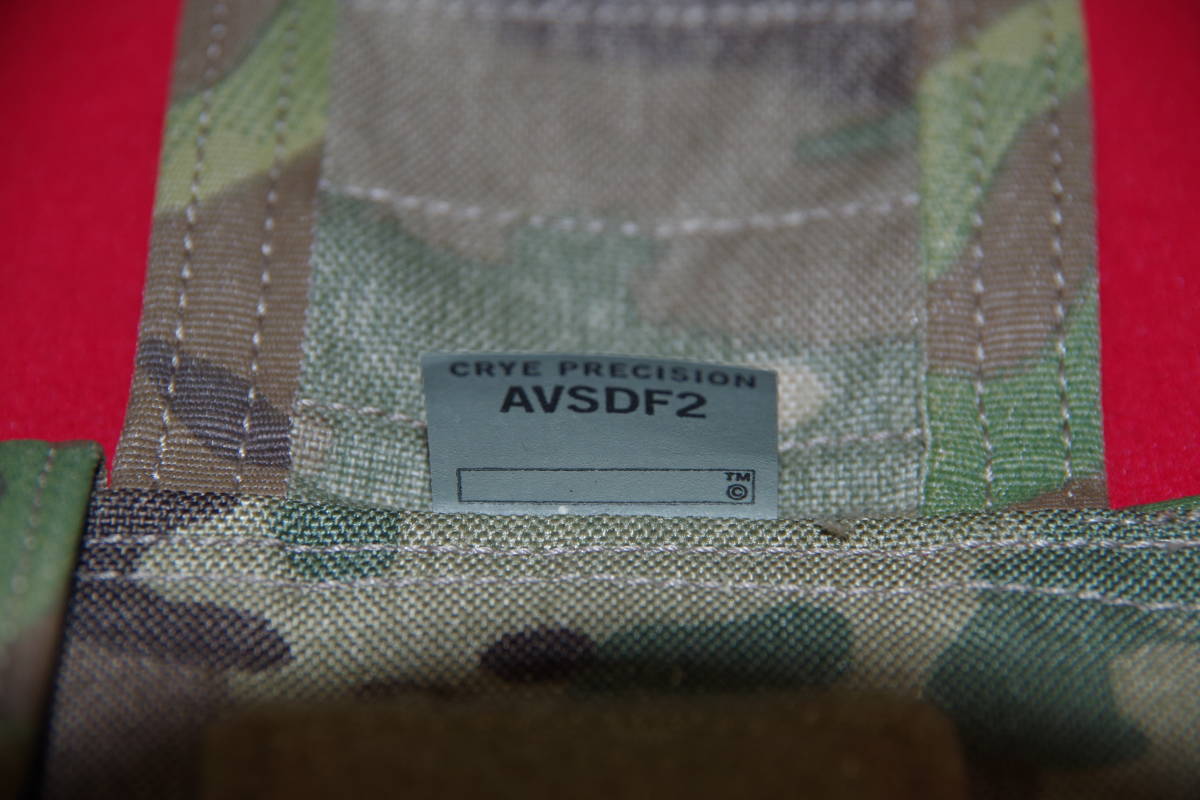 CRYE PRECISION
AVSDF2
TM
©